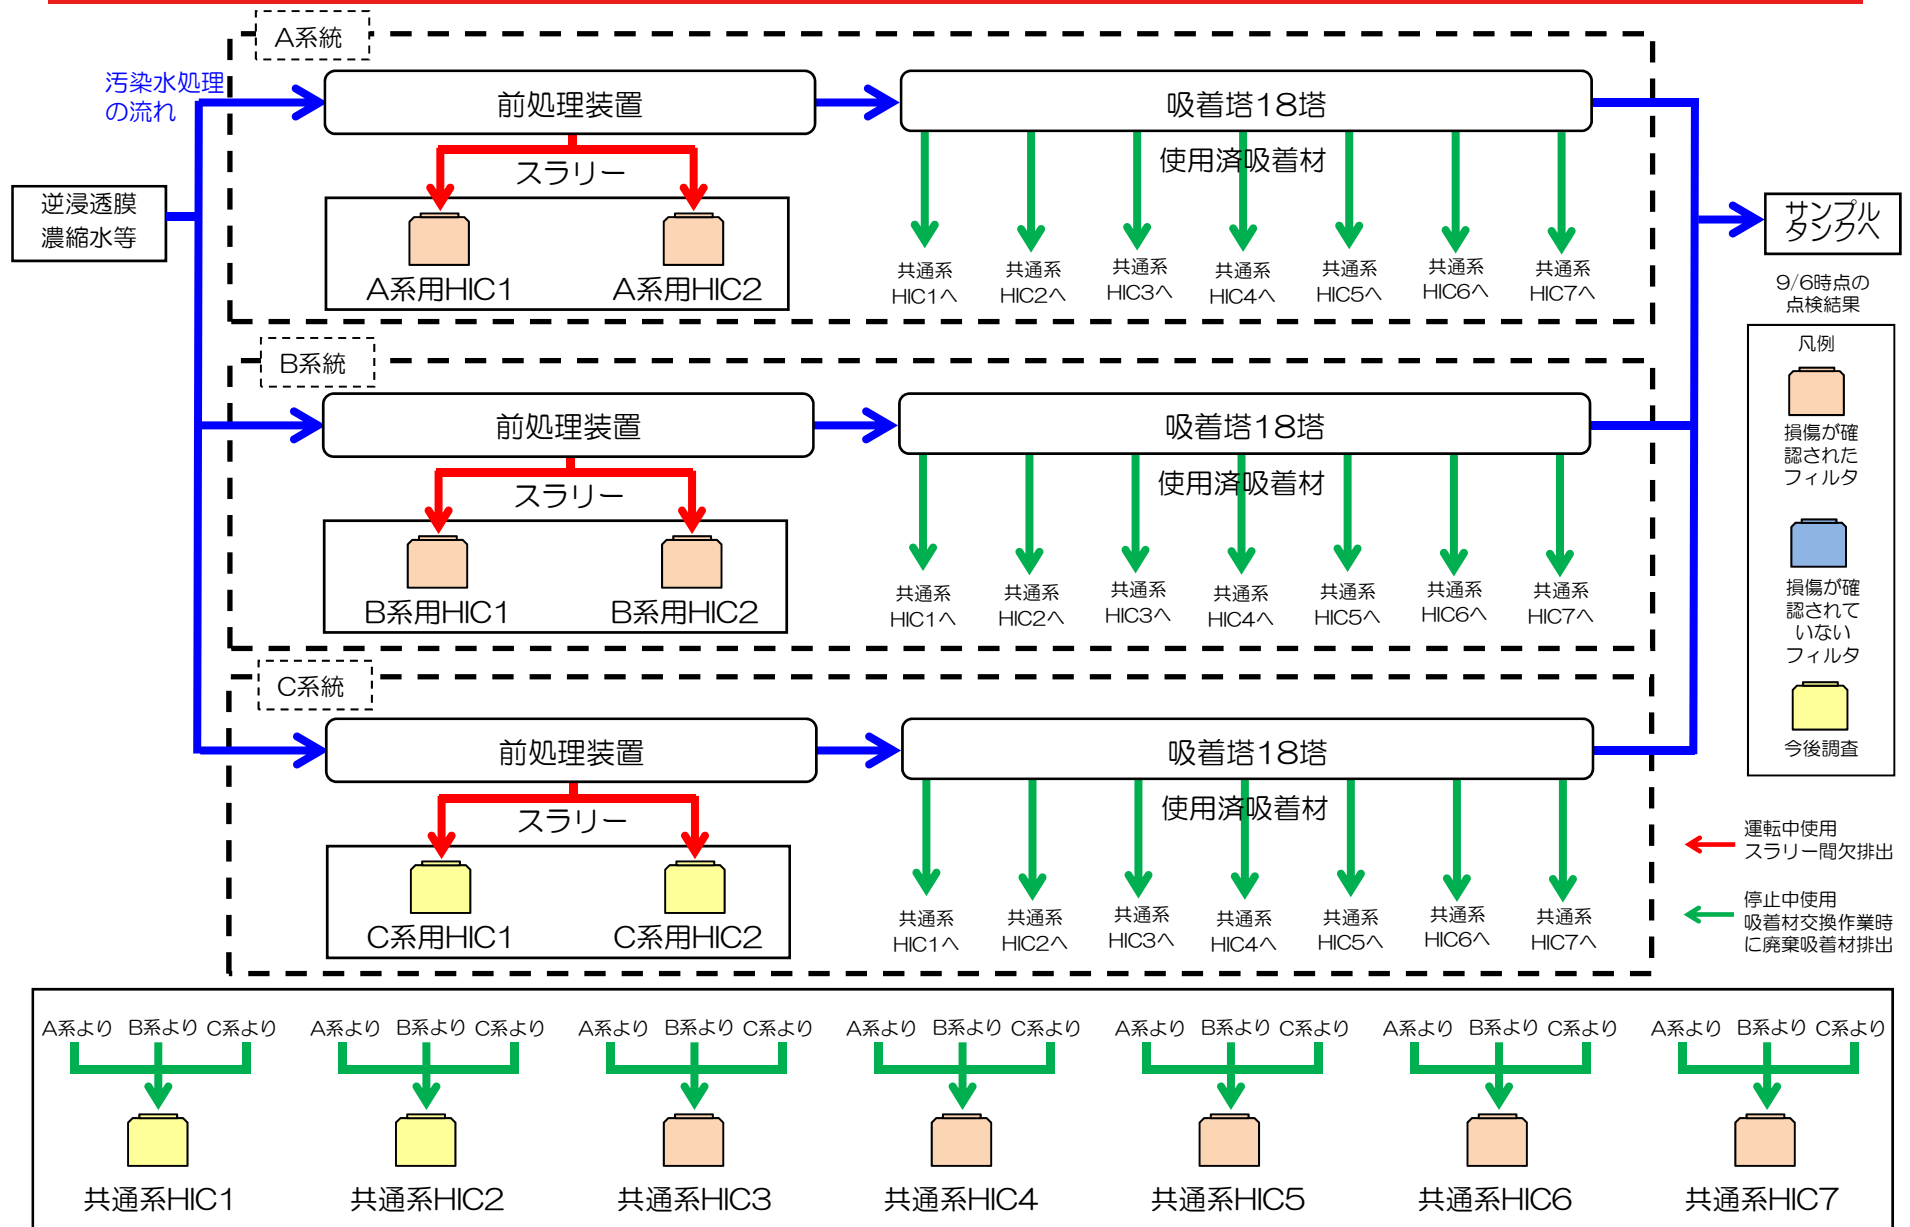 A系統
汚染水処理
の流れ
前処理装置
吸着塔18塔
スラリー
使用済吸着材
逆浸透膜
濃縮水等
A系用HIC1
A系用HIC2
共通系
HIC1へ
共通系
HIC2へ
共通系
HIC3へ
共通系
HIC4へ
共通系
HIC5へ
共通系
HIC6へ
共通系
HIC7へ
サンプル
タンクへ
9/6時点の
点検結果
凡例
損傷が確
認された
フィルタ
損傷が確
認されて
いない
フィルタ
今後調査
B系統
前処理装置
吸着塔18塔
スラリー
使用済吸着材
B系用HIC1
B系用HIC2
共通系
HIC1へ
共通系
HIC2へ
共通系
HIC3へ
共通系
HIC4へ
共通系
HIC5へ
共通系
HIC6へ
共通系
HIC7へ
C系統
前処理装置
吸着塔18塔
スラリー
使用済吸着材
C系用HIC1
C系用HIC2
共通系
HIC1へ
共通系
HIC2へ
共通系
HIC3へ
共通系
HIC4へ
共通系
HIC5へ
共通系
HIC6へ
共通系
HIC7へ
運転中使用
スラリー間欠排出
停止中使用
吸着材交換作業時
に廃棄吸着材排出
A系より B系より C系より
A系より B系より C系より
A系より B系より C系より
A系より B系より C系より
A系より B系より C系より
A系より B系より C系より
A系より B系より C系より
共通系HIC1
共通系HIC2
共通系HIC3
共通系HIC4
共通系HIC5
共通系HIC6
共通系HIC7